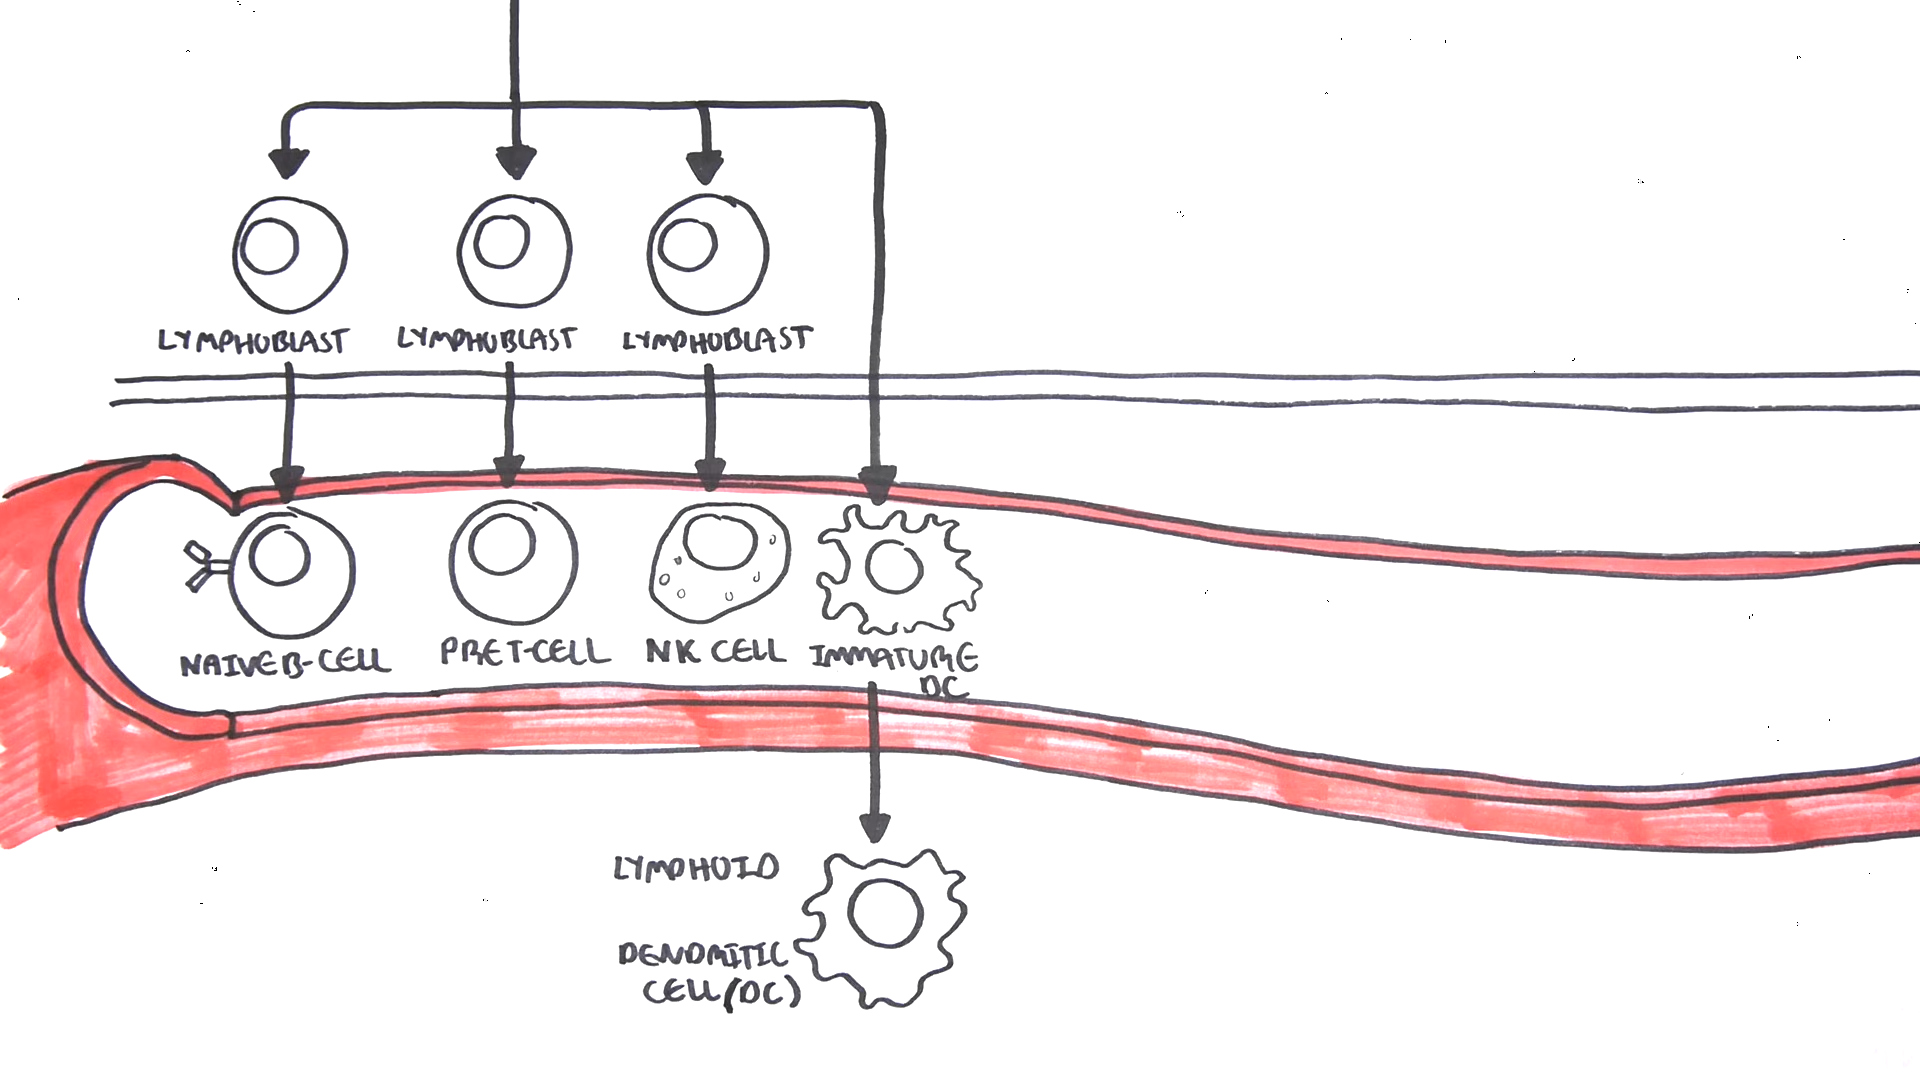 LYMPHOBLAST LYMPHOBLAST LYMPHOBLAST
NAIVE B-CELL PRE T-CELL NK CELL IMMATURE
DC
LYMPHOID
DENDRITIC
CELL (DC)